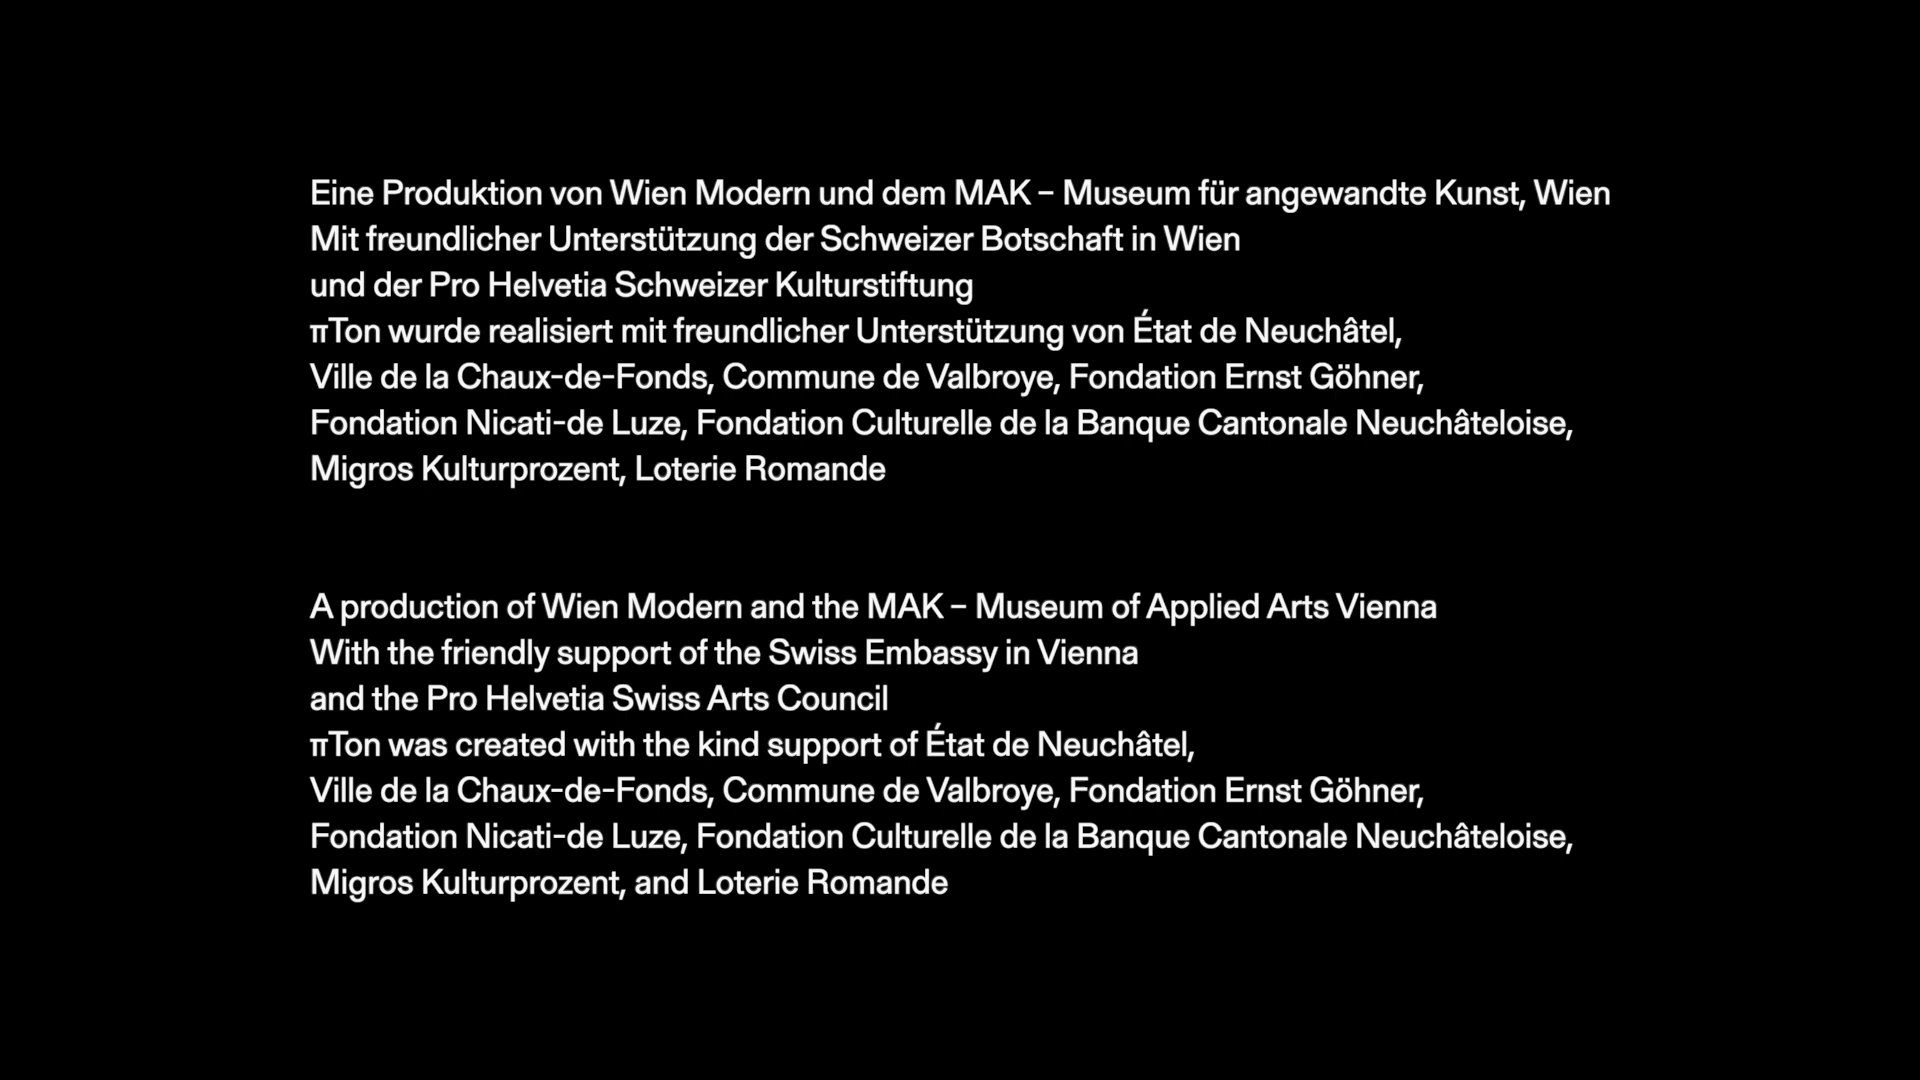 Eine Produktion von Wien Modern und dem MAK – Museum für angewandte Kunst, Wien
Mit freundlicher Unterstützung der Schweizer Botschaft in Wien
und der Pro Helvetia Schweizer Kulturstiftung
πTon wurde realisiert mit freundlicher Unterstützung von État de Neuchâtel,
Ville de la Chaux-de-Fonds, Commune de Valbroye, Fondation Ernst Göhner,
Fondation Nicati-de Luze, Fondation Culturelle de la Banque Cantonale Neuchâteloise,
Migros Kulturprozent, Loterie Romande
A production of Wien Modern and the MAK – Museum of Applied Arts Vienna
With the friendly support of the Swiss Embassy in Vienna
and the Pro Helvetia Swiss Arts Council
πTon was created with the kind support of État de Neuchâtel,
Ville de la Chaux-de-Fonds, Commune de Valbroye, Fondation Ernst Göhner,
Fondation Nicati-de Luze, Fondation Culturelle de la Banque Cantonale Neuchâteloise,
Migros Kulturprozent, and Loterie Romande